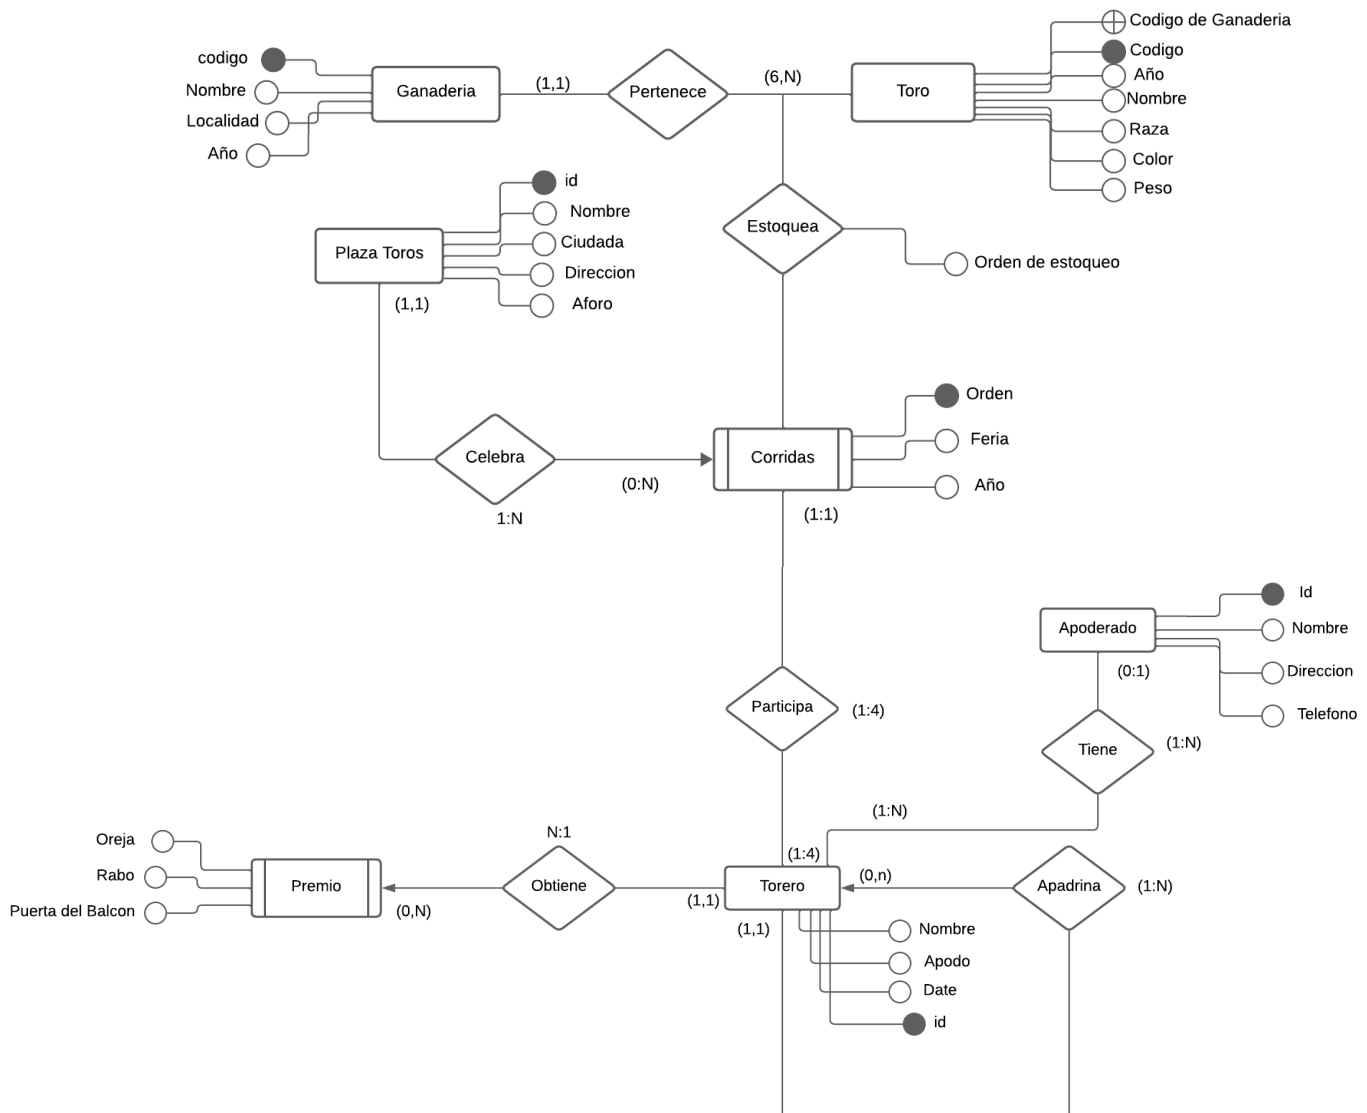 Codigo de Ganaderia
codigo
Codigo
Nombre
Ganaderia
(1,1)
Pertenece
(6,N)
Toro
Año
Nombre
Localidad
Raza
Año
Color
Peso
id
Nombre
Plaza Toros
Ciudada
Estoquea
Direccion
Orden de estoqueo
(1,1)
Aforo
Orden
Feria
Celebra
Corridas
(0:N)
Año
1:N
(1:1)
Id
Apoderado
Nombre
(0:1)
Direccion
Participa
(1:4)
Telefono
Tiene
(1:N)
(1:N)
N:1
Oreja
(1:4)
Rabo
Premio
Obtiene
Torero
(0,n)
Apadrina
(1:N)
Puerta del Balcon
(0,N)
(1,1)
(1,1)
Nombre
Apodo
Date
id